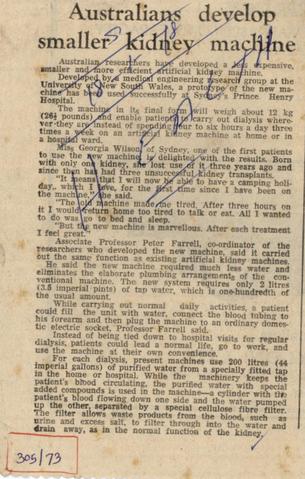 Australians develop
smaller kidney machine
Australian researchers have developed a less expensive,
smaller and more efficient artificial kidney machine.
Developed by a medical engineering research group at the
University of New South Wales, a prototype of the new ma-
chine has been used successfully at Sydney's Prince. Henry
Hospital.
The machine in its final form will weigh about 12 kg
(26½ pounds) and enable patients to carry out dialysis where-
ver they are instead of spending four to six hours a day three
times a week on an artificial kidney machine at home or in
a hospital ward.
Miss Georgia Wilson of Sydney, one of the first patients
to use the new machine is delighted with the results. Born
with only one kidney, she lost use of it three years ago and
since then has had three unsuccessful kidney transplants.
"It means that I will now be able to have a camping holi-
day, which I love, for the first time since I have been on
the machine," she said.
"The machine made me tired. After three hours on
it I would return home too tired to talk or eat. All I wanted
to do was go to bed and sleep.
"But the new machine is marvellous. After each treatment
I feel great."
Associate Professor Peter Farrell, co-ordinator of the
researchers who developed the new machine, said it carried
out the same function as existing artificial kidney machines.
He said the new machine required much less water and
eliminates the elaborate plumbing arrangements of the con-
ventional machine. The new system requires only 2 litres
(3.5 imperial pints) of tap water, which is one-hundredth of
the usual amount.
While carrying out normal daily activities, a patient
could fill the unit with water, connect the blood tubing to
his forearm and then plug the machine to an ordinary domes-
tic electric socket, Professor Farrell said.
Instead of being tied down to hospital visits for regular
dialysis, patients could lead a normal life, go to work, and
use the machine at their own convenience.
For each dialysis, present machines use 200 litres (44
imperial gallons) of purified water from a specially fitted tap
in the home or hospital. While the machinery keeps the
patient's blood circulating, the purified water with special
added compounds is used in the machine—a cylinder with the
patient's blood flowing down one side and the water pumped
up the other, separated by a special cellulose fibre filter.
The filter allows waste products from the blood, such as
urine and excess salt, to filter through into the water and
drain away, as in the normal function of the kidney.
305/73